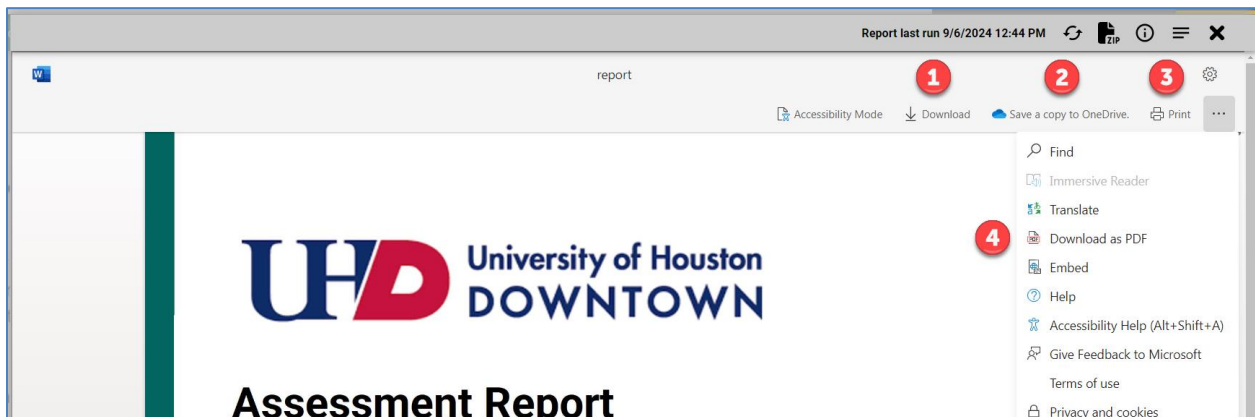 Report last run 9/6/2024 12:44 PM
ZIP
W
report
1
2
3
Accessibility Mode
Download
Save a copy to OneDrive.
Print
Find
Immersive Reader
Translate
4
Download as PDF
PDF
Embed
Help
Accessibility Help (Alt+Shift+A)
Give Feedback to Microsoft
Terms of use
Privacy and cookies
UHD
University of Houston
DOWNTOWN
Assessment Report